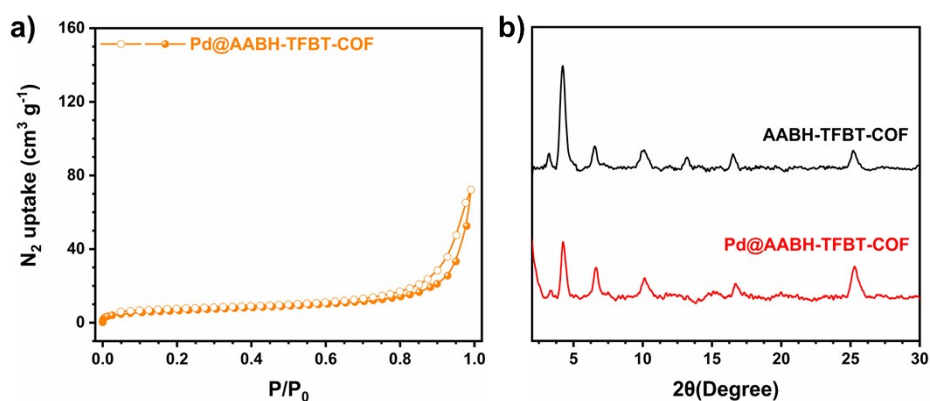 a)
Pd@AABH-TFBT-COF
N₂ uptake (cm³ g⁻¹)
160
120
80
40
0
0.0 0.2 0.4 0.6 0.8 1.0
P/P₀
b)
AABH-TFBT-COF
Pd@AABH-TFBT-COF
5 10 15 20 25 30
2θ(Degree)